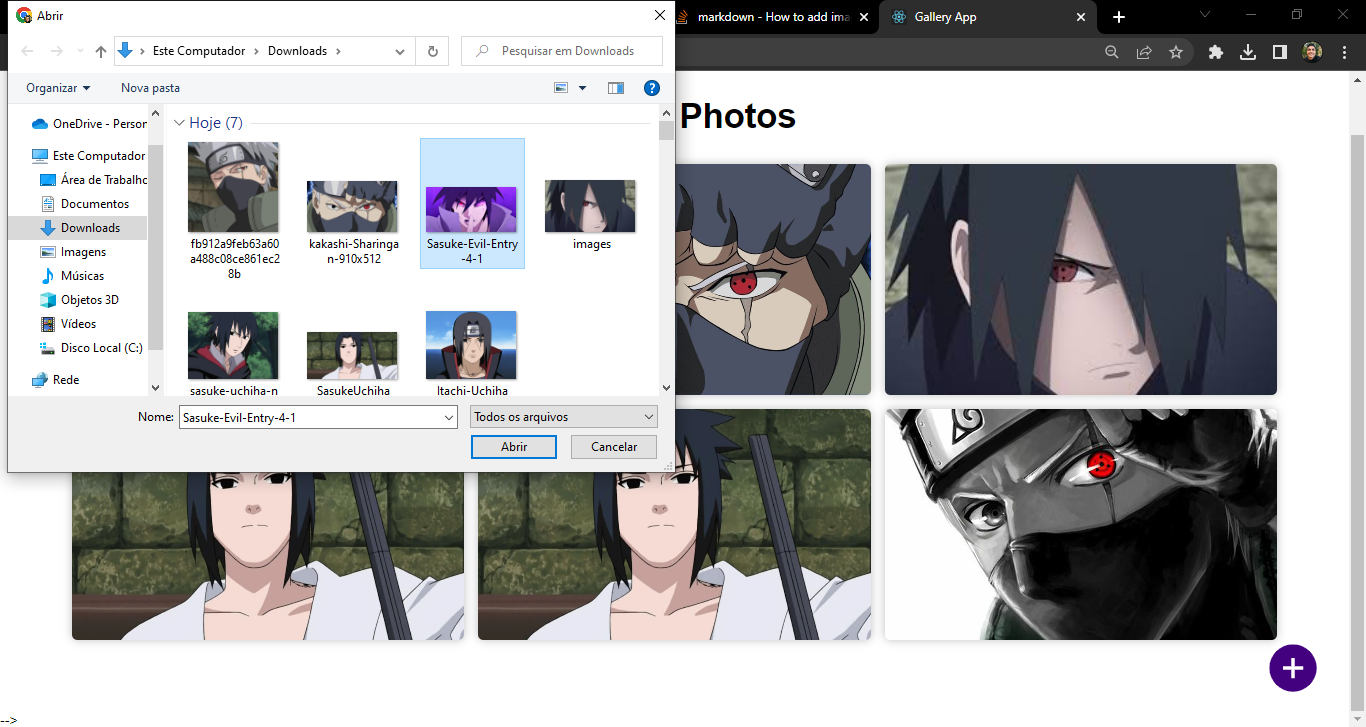 Abrir
markdown - How to add ima
Gallery App
Este Computador
Downloads
Pesquisar em Downloads
Organizar
Nova pasta
OneDrive - Person
Este Computador
Área de Trabalho
Documentos
Downloads
Imagens
Músicas
Objetos 3D
Vídeos
Disco Local (C:)
Rede
Hoje (7)
fb912a9feb63a60
a488c08ce861ec2
8b
kakashi-Sharinga
n-910x512
Sasuke-Evil-Entry
-4-1
images
sasuke-uchiha-n
SasukeUchiha
Itachi-Uchiha
Nome:
Sasuke-Evil-Entry-4-1
Todos os arquivos
Abrir
Cancelar
Photos
-->